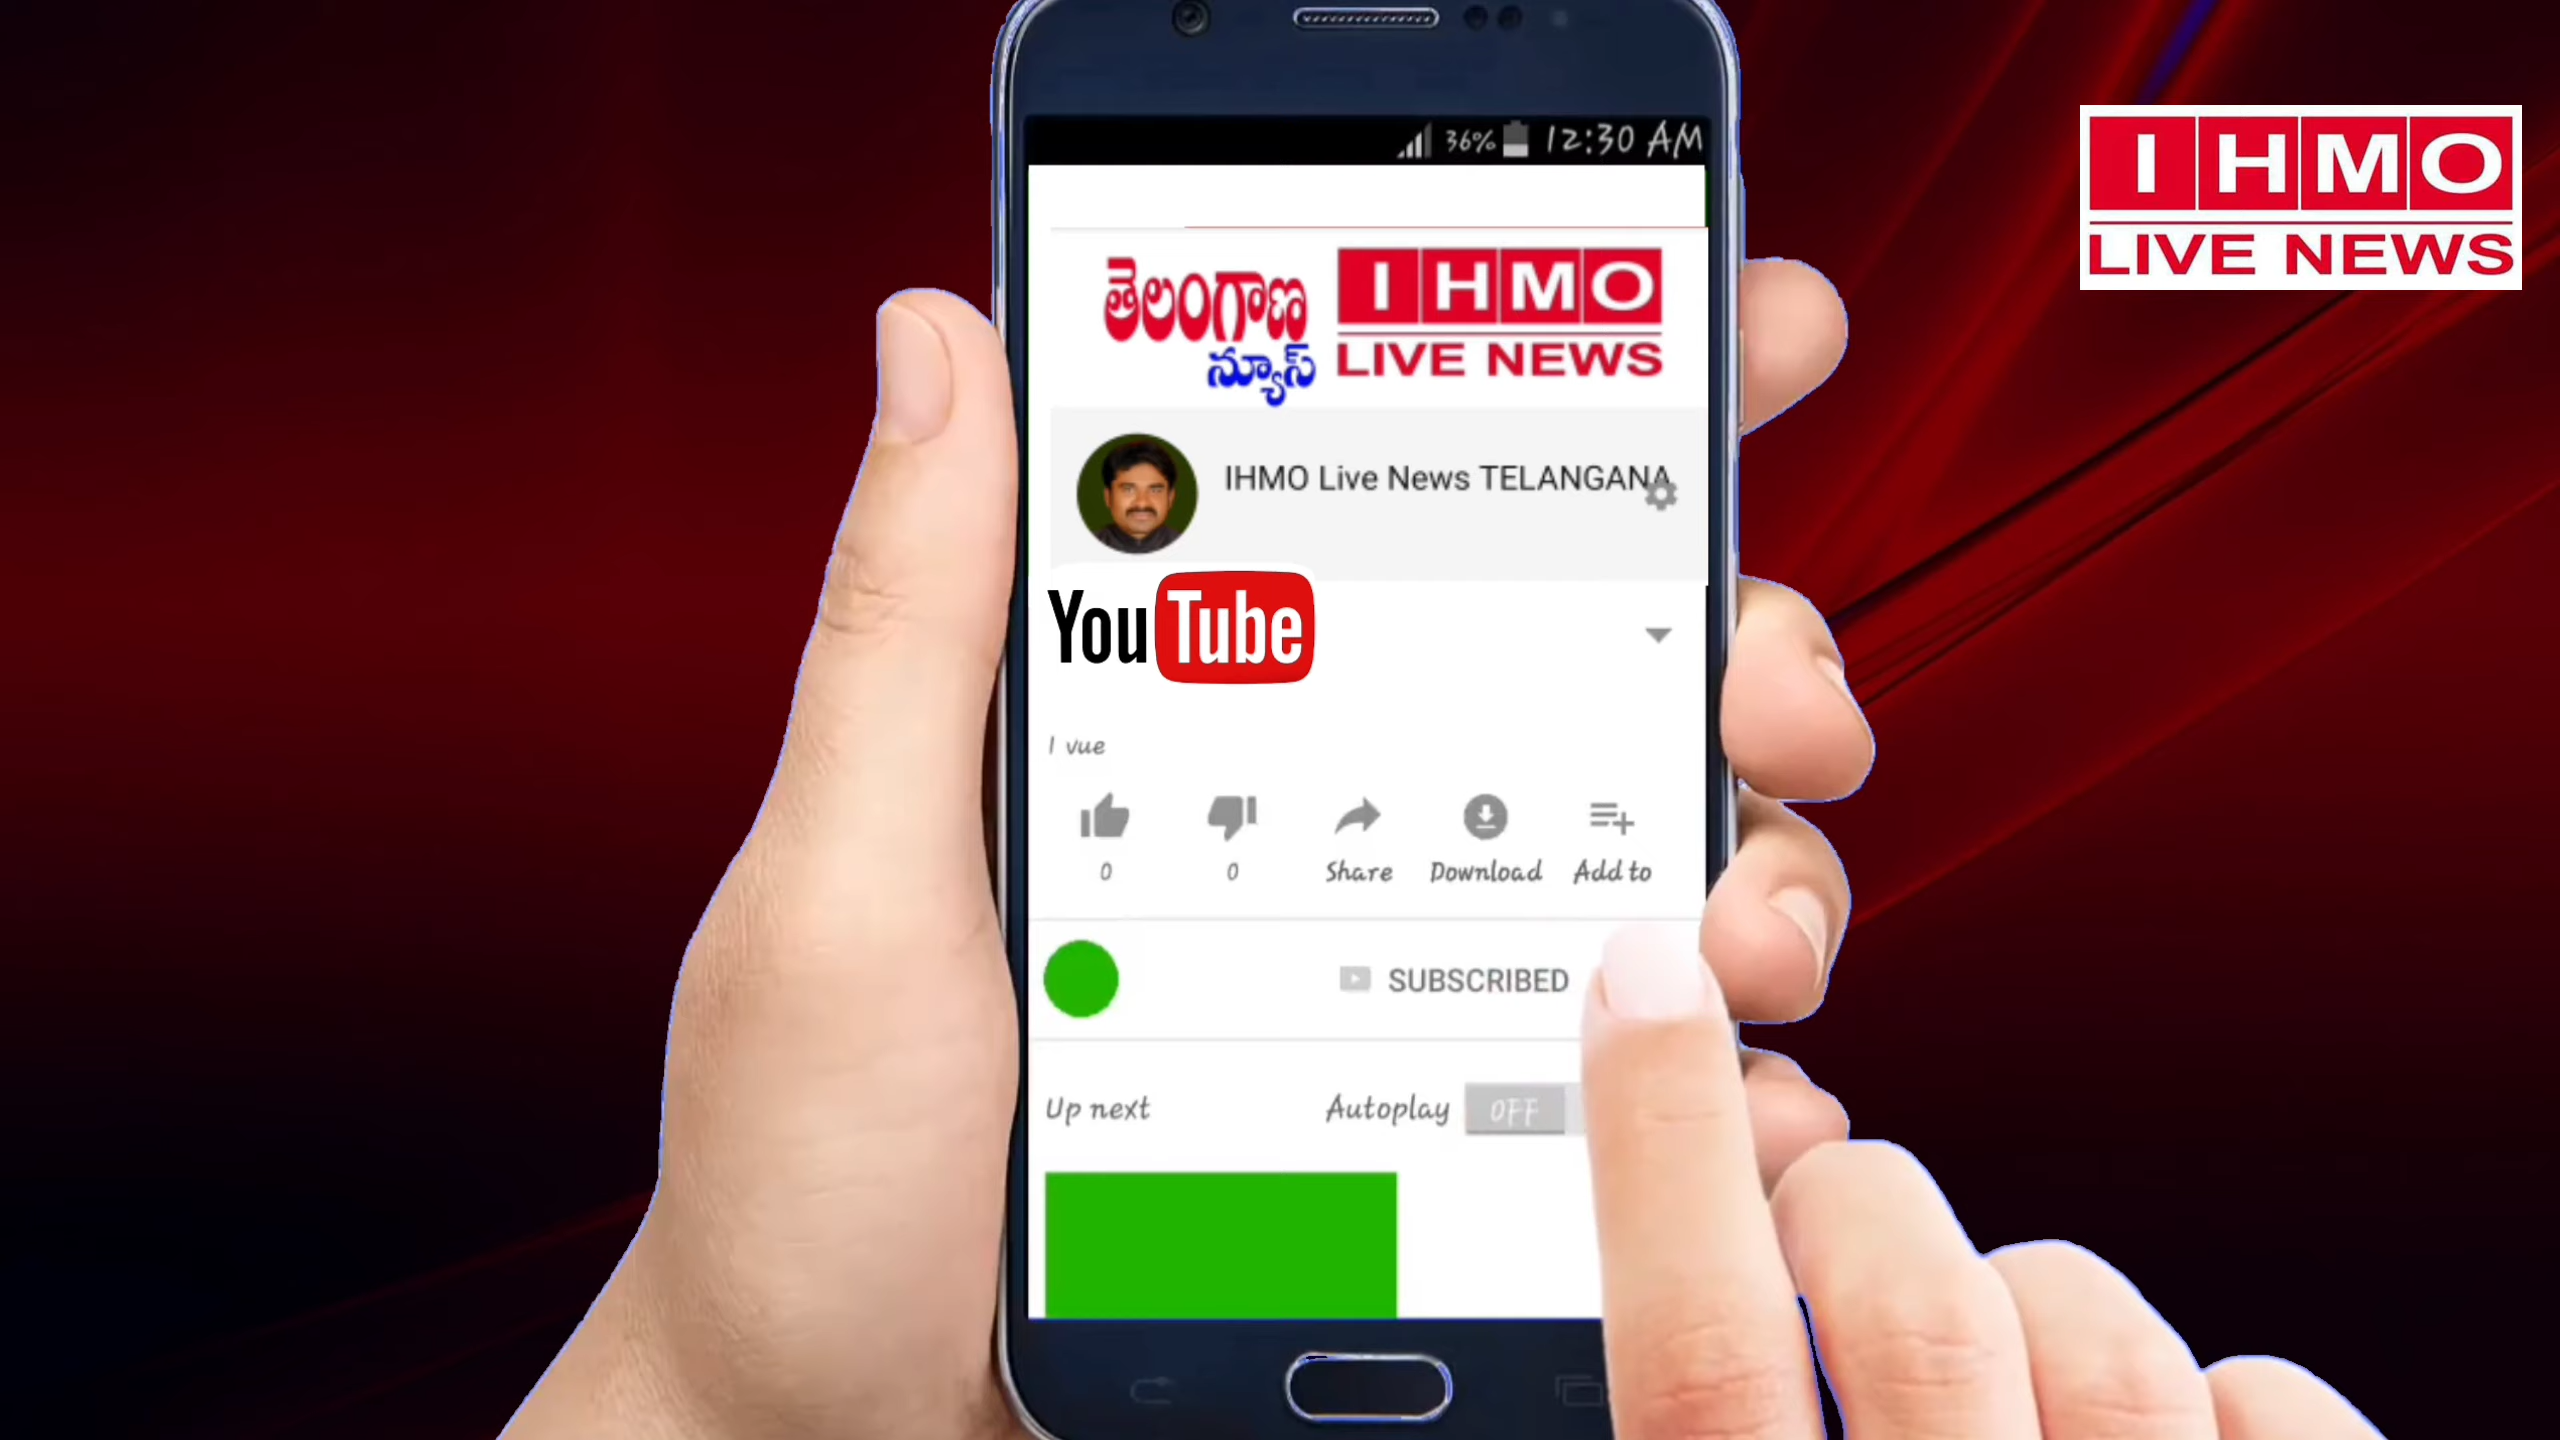 36% 12:30 AM
IHMO
LIVE NEWS
తెలంగాణ
న్యూస్
IHMO
LIVE NEWS
IHMO Live News TELANGANA
YouTube
1 vue
0 0 Share Download Add to
SUBSCRIBED
Up next Autoplay OFF